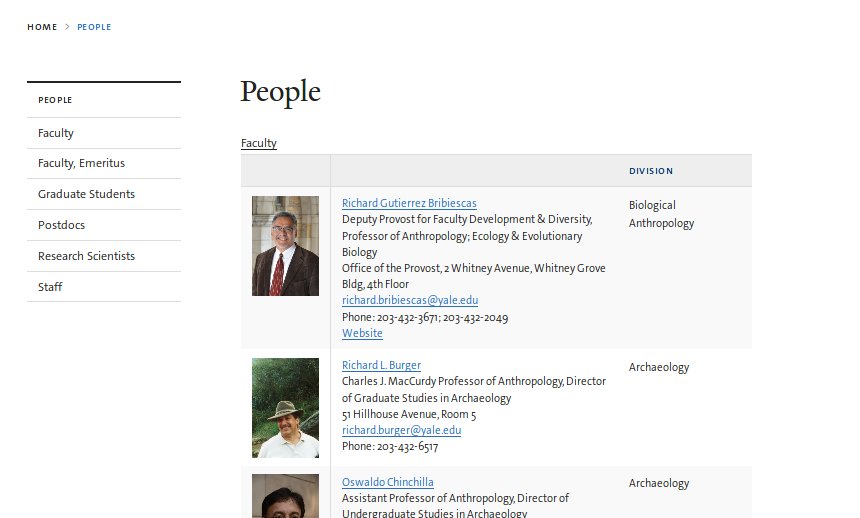 HOME > PEOPLE
PEOPLE
Faculty
Faculty, Emeritus
Graduate Students
Postdocs
Research Scientists
Staff
People
Faculty
DIVISION
Richard Gutierrez Bribiescas
Deputy Provost for Faculty Development & Diversity,
Professor of Anthropology; Ecology & Evolutionary
Biology
Office of the Provost, 2 Whitney Avenue, Whitney Grove
Bldg, 4th Floor
richard.bribiescas@yale.edu
Phone: 203-432-3671; 203-432-2049
Website
Biological
Anthropology
Richard L. Burger
Charles J. MacCurdy Professor of Anthropology, Director
of Graduate Studies in Archaeology
51 Hillhouse Avenue, Room 5
richard.burger@yale.edu
Phone: 203-432-6517
Archaeology
Oswaldo Chinchilla
Assistant Professor of Anthropology, Director of
Undergraduate Studies in Archaeology
Archaeology